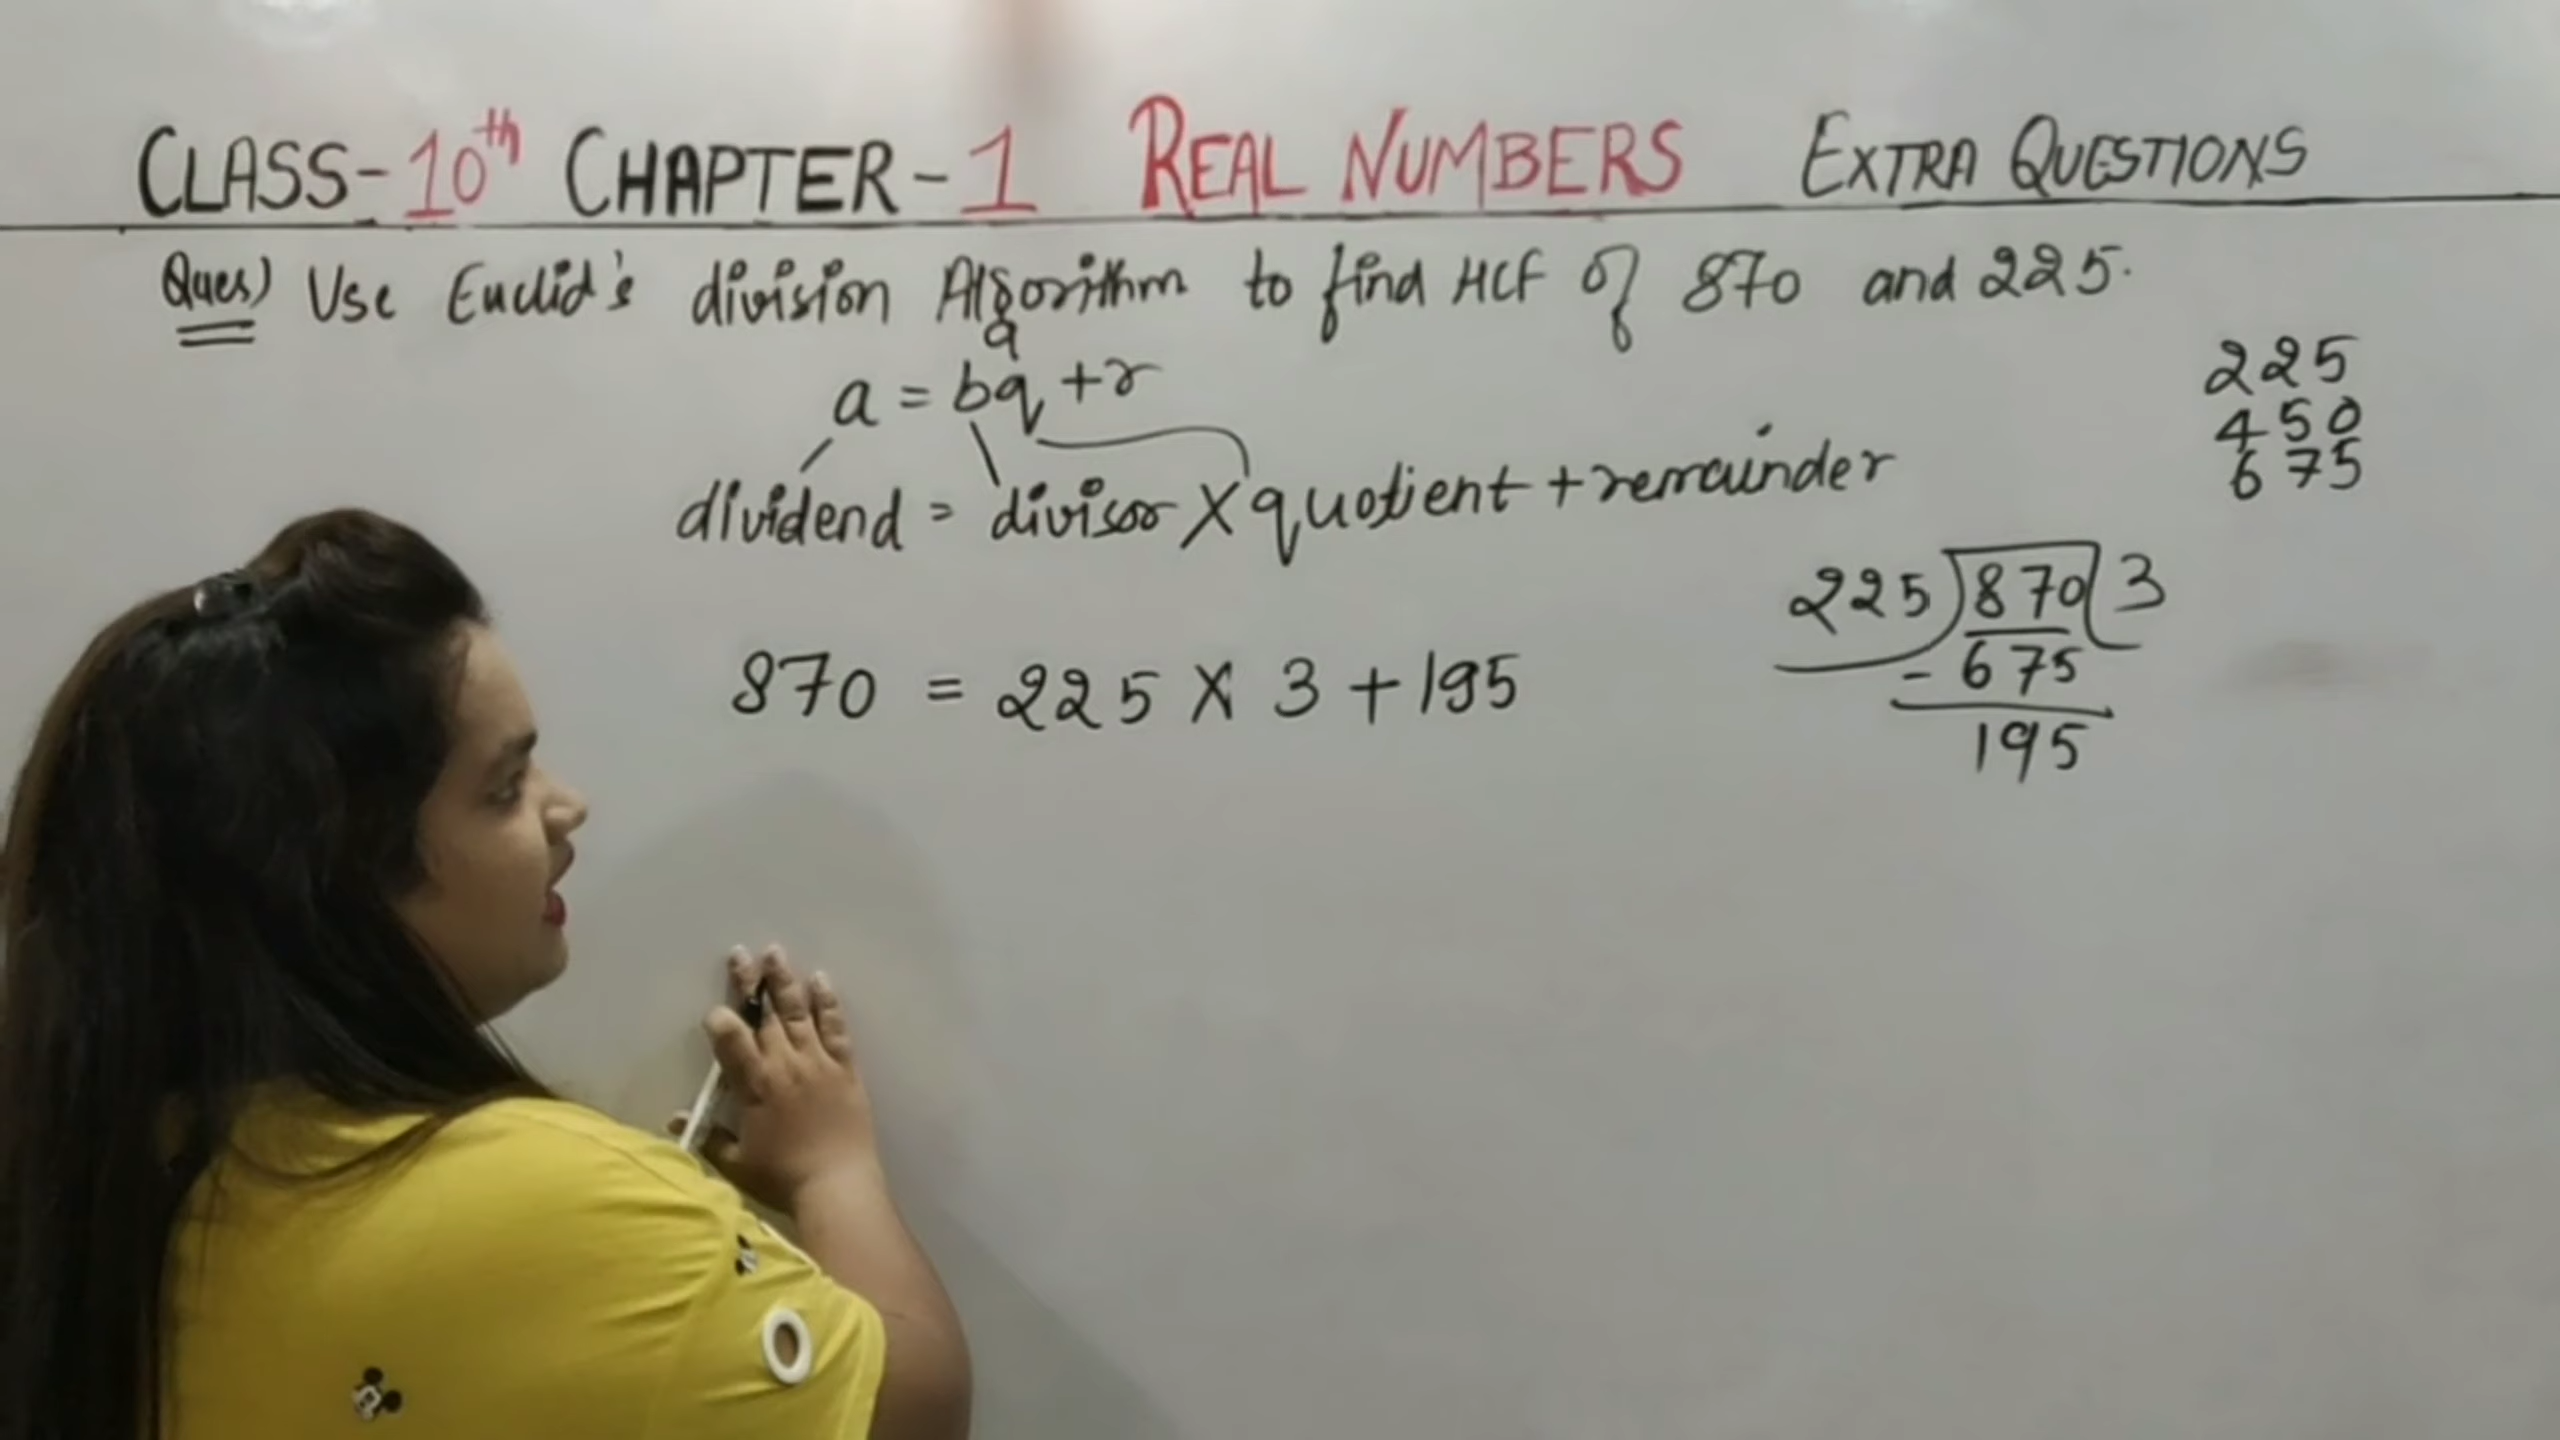 CLASS-10th CHAPTER-1 REAL NUMBERS EXTRA QUESTIONS
Ques) Use Euclid's division Algorithm to find HCF of 870 and 225.
q
a = bq + r
dividend = divisor X quotient + remainder
225
450
675
870 = 225 X 3 + 195
225)870(3
- 675
195